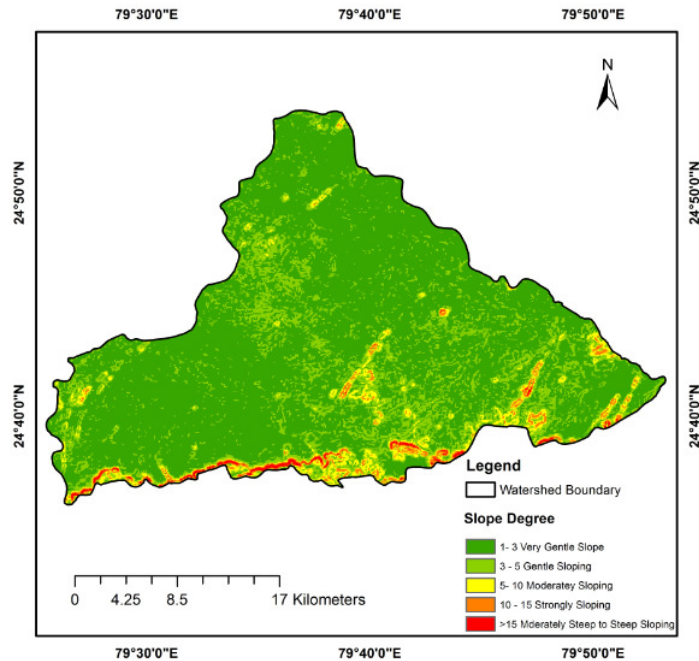 79°30'0"E 79°40'0"E 79°50'0"E
N
24°50'0"N 24°50'0"N
24°40'0"N 24°40'0"N
Legend
Watershed Boundary
Slope Degree
1- 3 Very Gentle Slope
3 - 5 Gentle Sloping
5- 10 Moderatey Sloping
10 - 15 Strongly Sloping
>15 Mderately Steep to Steep Sloping
0 4.25 8.5 17 Kilometers
79°30'0"E 79°40'0"E 79°50'0"E